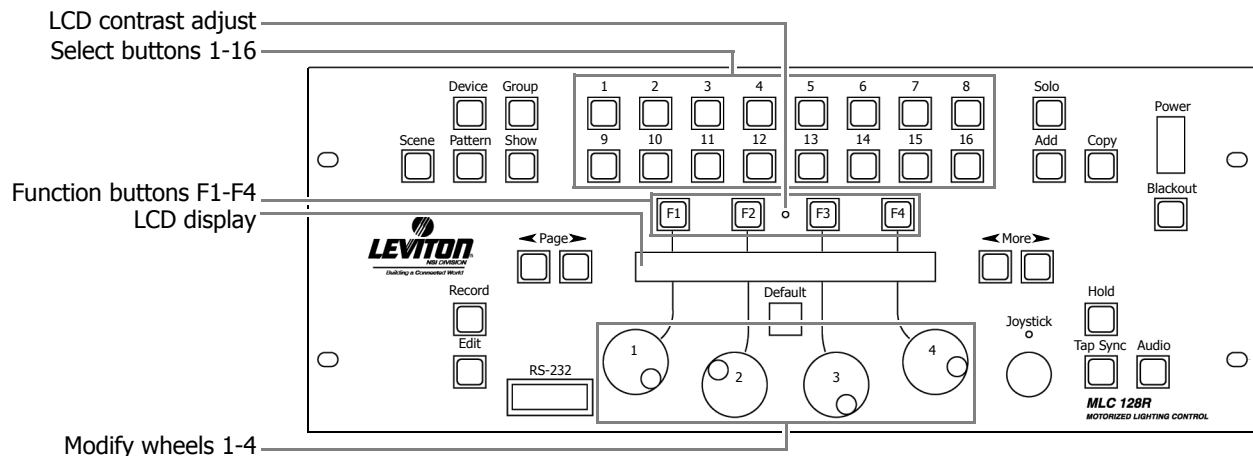 LCD contrast adjust
Select buttons 1-16
Device Group 1 2 3 4 5 6 7 8 Solo
Power
Scene Pattern Show 9 10 11 12 13 14 15 16 Add Copy
Function buttons F1-F4
F1 F2 F3 F4
Blackout
LCD display
LEVITON
NSI DIVISION
Building a Connected World
Page
More
Record
Default
Hold
Joystick
Edit
1 2 3 4
Tap Sync Audio
RS-232
MLC 128R
MOTORIZED LIGHTING CONTROL
Modify wheels 1-4